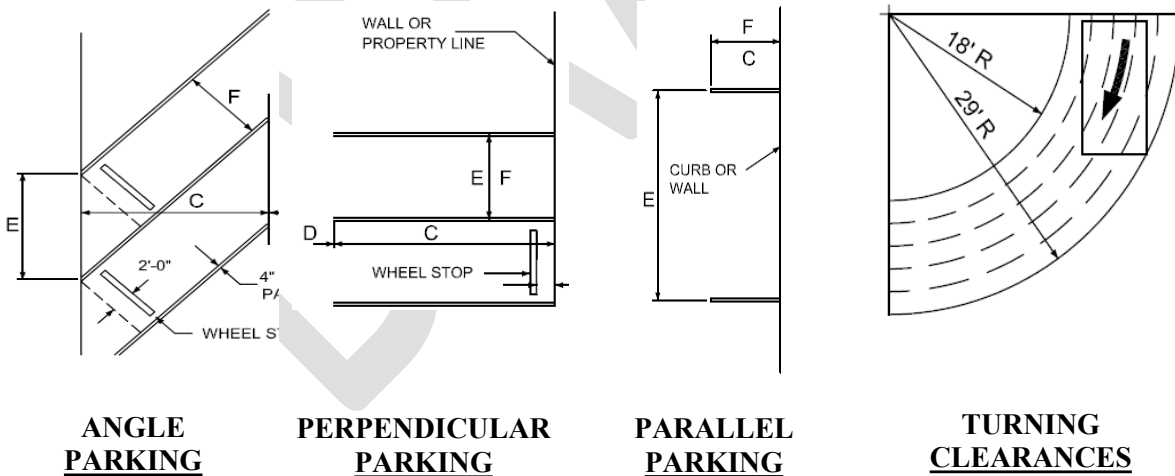 F
E
C
2'-0"
4"
PA
WHEEL ST
ANGLE
PARKING
WALL OR
PROPERTY LINE
E F
D
C
WHEEL STOP
PERPENDICULAR
PARKING
F
C
CURB OR
WALL
E
PARALLEL
PARKING
18' R
29' R
TURNING
CLEARANCES